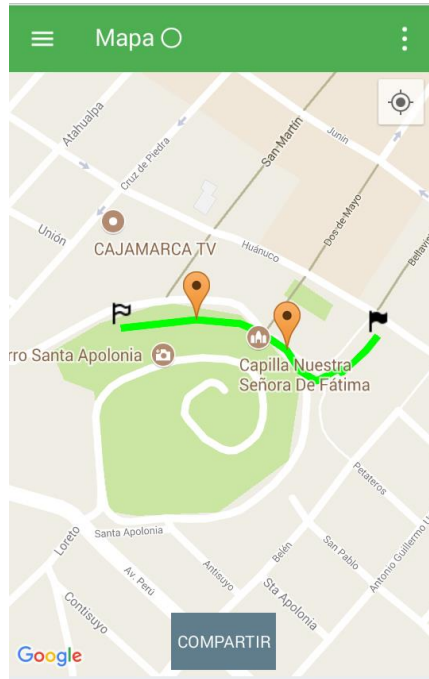 Mapa
Atahualpa
Cruz de Piedra
San Martín
Junin
Unión
CAJAMARCA TV
Huánuco
Dos de Mayo
Bellavi
rro Santa Apolonia
Capilla Nuestra
Señora De Fátima
Petateros
Loreto
Santa Apolonia
Av. Perú
Antisuyo
Belén
San Pablo
Antonio Guillermo U
Contisuyo
Sta Apolonia
Google
COMPARTIR